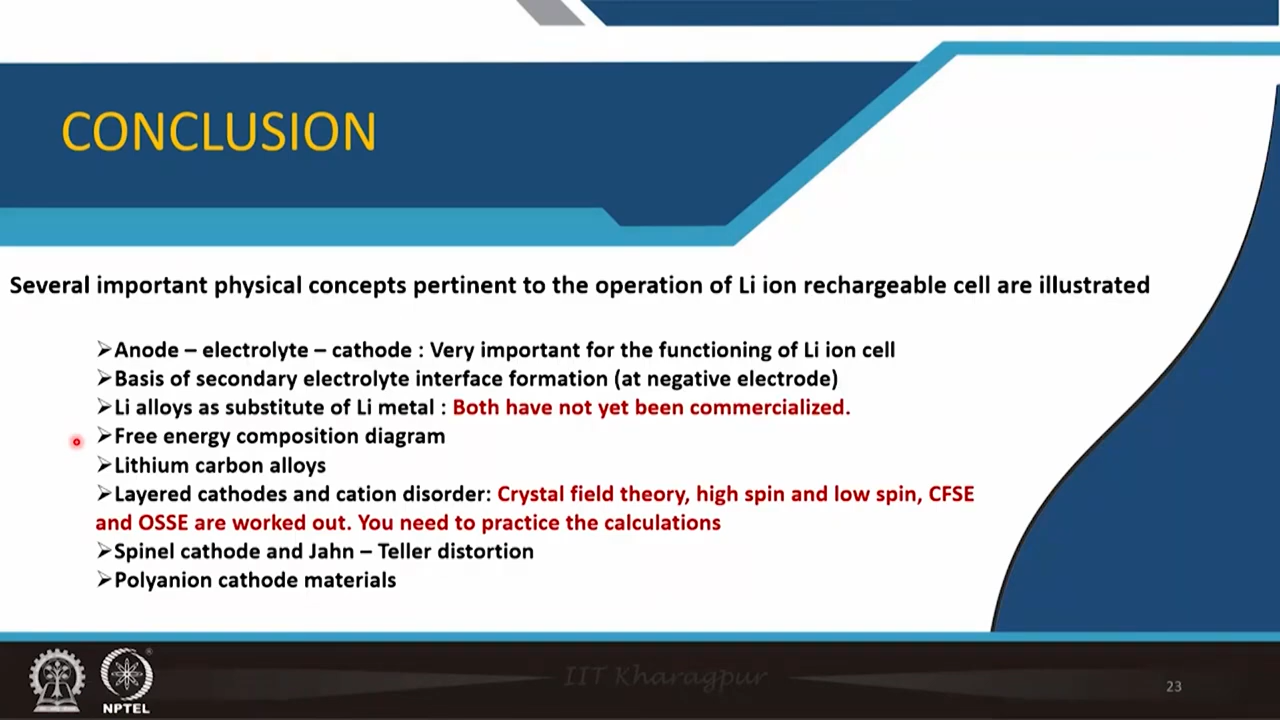 CONCLUSION
Several important physical concepts pertinent to the operation of Li ion rechargeable cell are illustrated
➢Anode – electrolyte – cathode : Very important for the functioning of Li ion cell
➢Basis of secondary electrolyte interface formation (at negative electrode)
➢Li alloys as substitute of Li metal : Both have not yet been commercialized.
➢Free energy composition diagram
➢Lithium carbon alloys
➢Layered cathodes and cation disorder: Crystal field theory, high spin and low spin, CFSE
and OSSE are worked out. You need to practice the calculations
➢Spinel cathode and Jahn – Teller distortion
➢Polyanion cathode materials
IIT Kharagpur
23
NPTEL